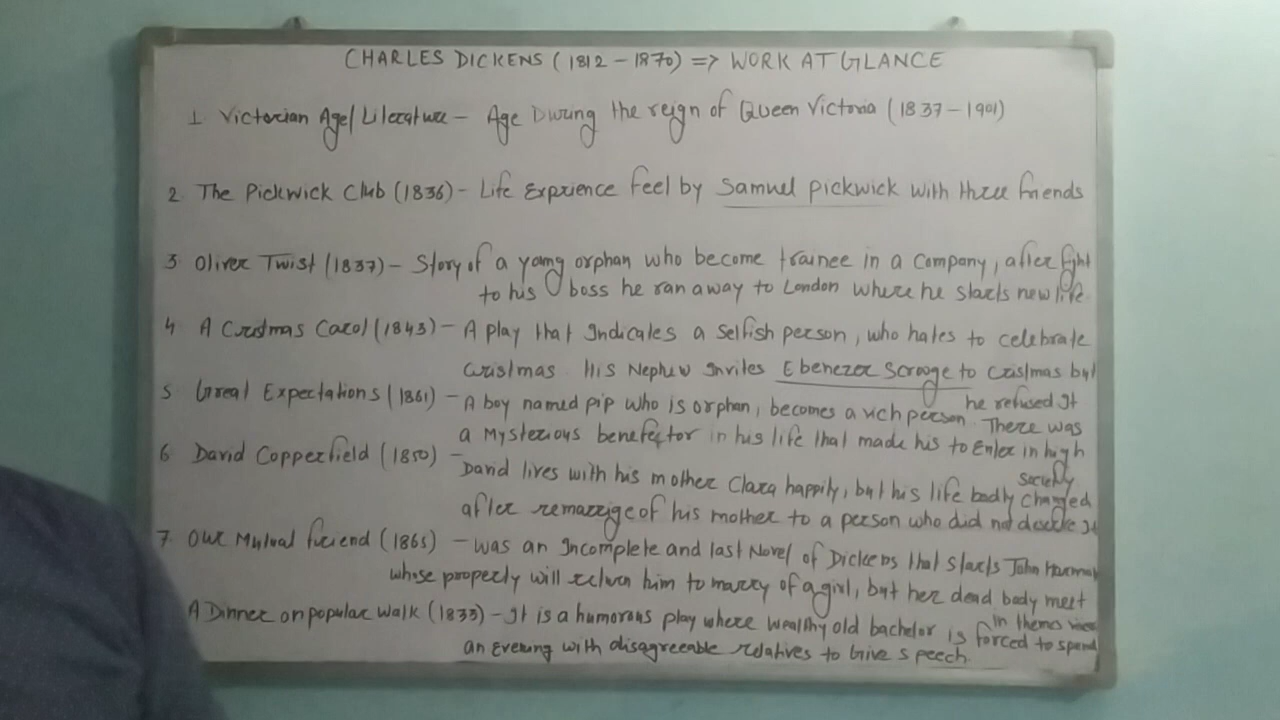 CHARLES DICKENS (1812 - 1870) => WORK AT GLANCE
1. Victorian Age/ Literature - Age During the reign of Queen Victoria (1837-1901)
2 The Pickwick Club (1836) - Life Exprience feel by Samuel pickwick with three friends
3 Oliver Twist (1837) - Story of a young orphan who become trainee in a Company, after fight
to his boss he ran away to London where he starts new life
4 A Cristmas Carol (1843) - A play that Indicates a selfish person, who hates to celebrate
Cristmas. His Nephew Invites Ebenezer Scrooge to Cristmas but
he refused It
5 Great Expectations (1861) - A boy named pip who is orphan, becomes a rich person. There was
a Mysterious benefector in his life that made his to Enter in high
Society
6 David Copperfield (1850) - David lives with his mother Clara happily, but his life badly changed
after remarrige of his mother to a person who did not It
7. Our Mutual friend (1865) - was an Incomplete and last Novel of Dickens that starts John Harman
whose property will return him to marry of a girl, but her dead body meet
in themes river
A Dinner on popular walk (1833) - It is a humorous play where wealthy old bachelor is forced to spend
an Evening with disagreeable relatives to Give speech.